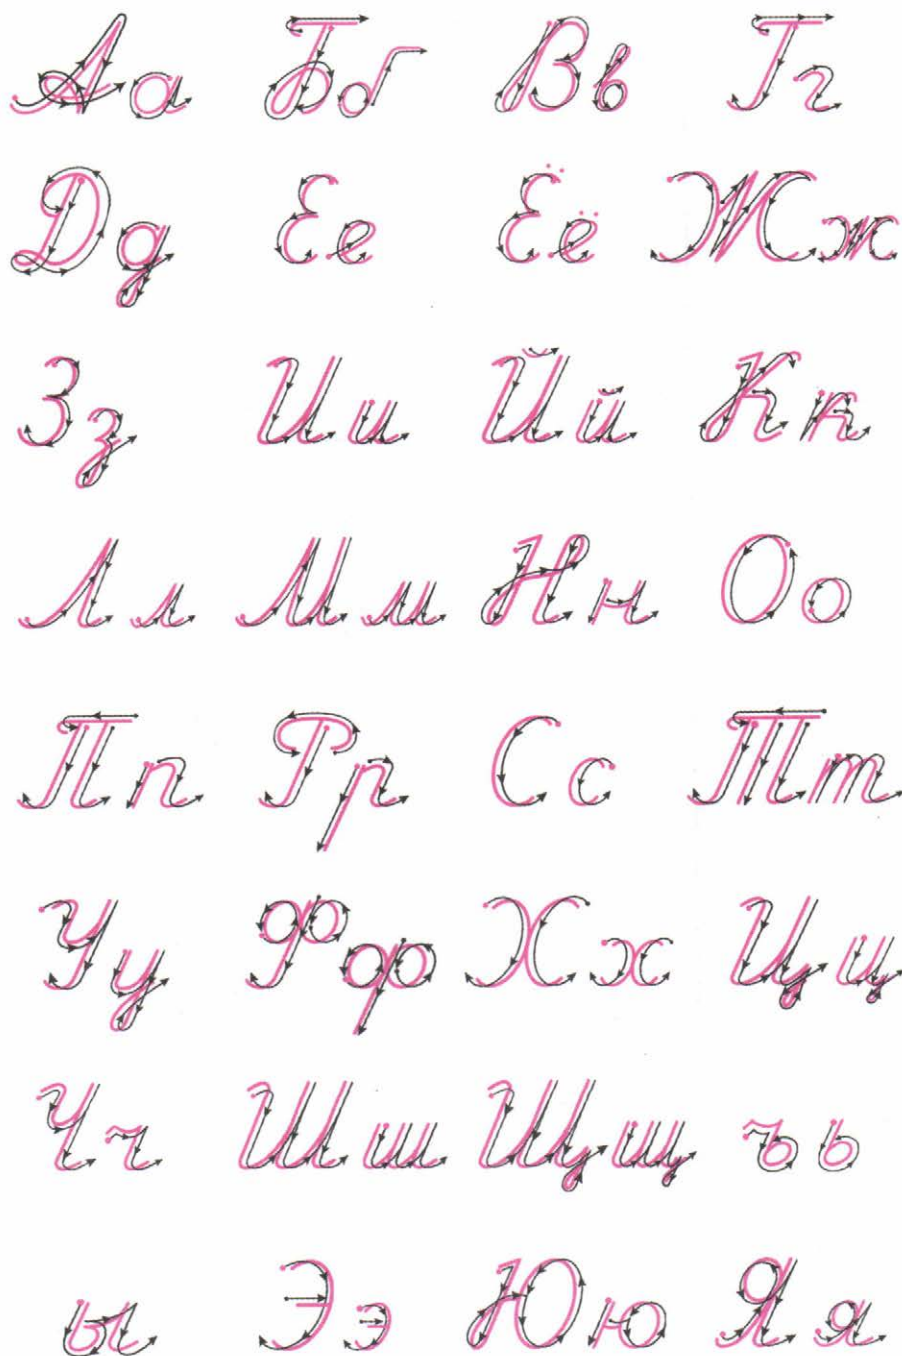 Аа Бб Вв Гг
Дд Ее Ёё Жж
Зз Ии Йй Кк
Лл Мм Нн Оо
Пп Рр Сс Тт
Уу Фф Хх Цц
Чч Шш Щщ ъь
ы Ээ Юю Яя